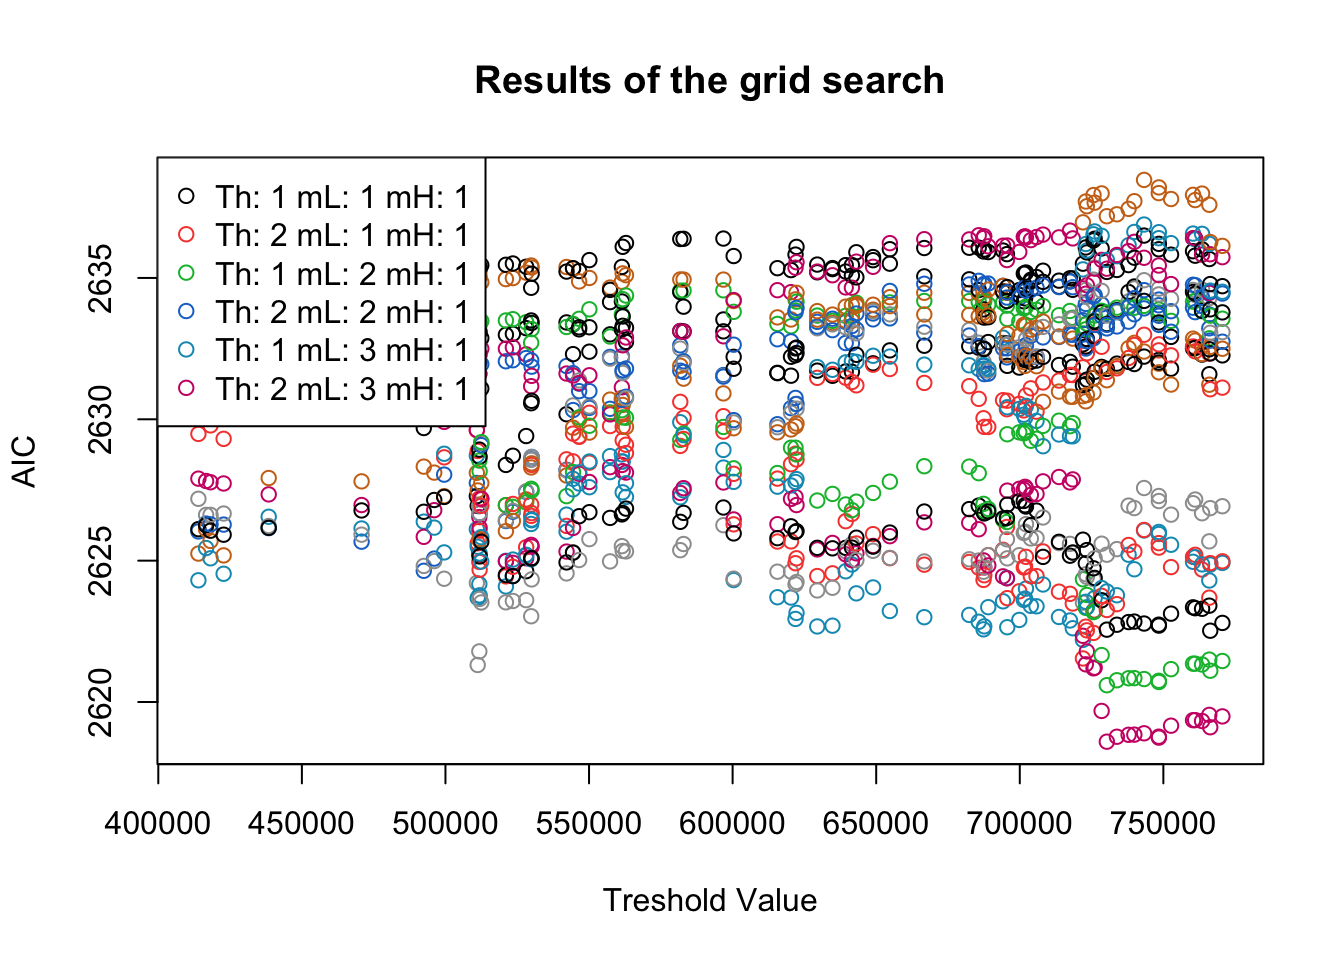 Results of the grid search
Th: 1 mL: 1 mH: 1
Th: 2 mL: 1 mH: 1
Th: 1 mL: 2 mH: 1
Th: 2 mL: 2 mH: 1
Th: 1 mL: 3 mH: 1
Th: 2 mL: 3 mH: 1
AIC
2635
2630
2625
2620
400000 450000 500000 550000 600000 650000 700000 750000
Treshold Value